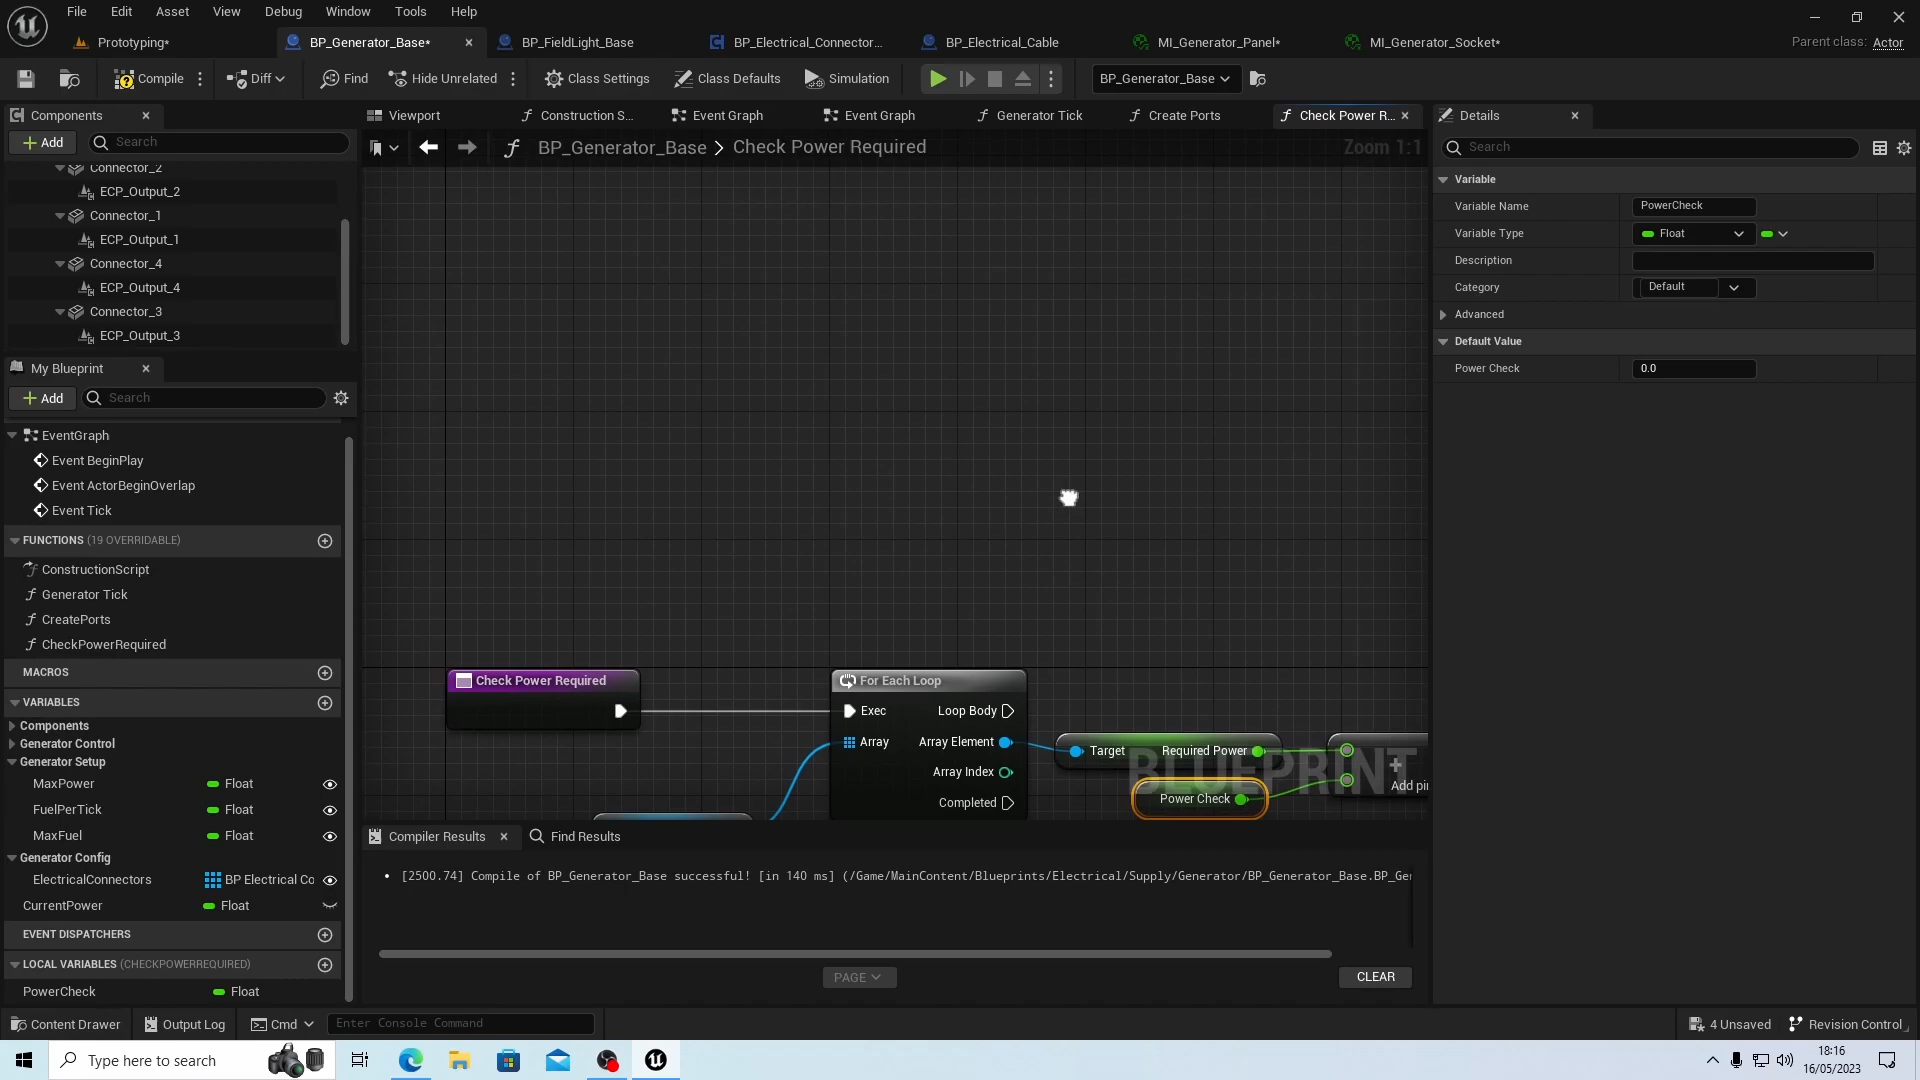 File Edit Asset View Debug Window Tools Help
Prototyping* BP_Generator_Base* BP_FieldLight_Base BP_Electrical_Connector... BP_Electrical_Cable MI_Generator_Panel* MI_Generator_Socket* Parent class: Actor
Compile Diff Find Hide Unrelated Class Settings Class Defaults Simulation BP_Generator_Base
Components
Add Search
Connector_2
ECP_Output_2
Connector_1
ECP_Output_1
Connector_4
ECP_Output_4
Connector_3
ECP_Output_3
My Blueprint
Add Search
EventGraph
Event BeginPlay
Event ActorBeginOverlap
Event Tick
FUNCTIONS (19 OVERRIDABLE)
ConstructionScript
Generator Tick
CreatePorts
CheckPowerRequired
MACROS
VARIABLES
Components
Generator Control
Generator Setup
MaxPower Float
FuelPerTick Float
MaxFuel Float
Generator Config
ElectricalConnectors BP Electrical Co
CurrentPower Float
EVENT DISPATCHERS
LOCAL VARIABLES (CHECKPOWERREQUIRED)
PowerCheck Float
Viewport Construction S... Event Graph Event Graph Generator Tick Create Ports Check Power R...
BP_Generator_Base > Check Power Required Zoom 1:1
Check Power Required
For Each Loop
Exec Loop Body
Array Array Element
Array Index
Completed
Target Required Power
Power Check
Add pin
BLUEPRINT
Compiler Results Find Results
[2500.74] Compile of BP_Generator_Base successful! [in 140 ms] (/Game/MainContent/Blueprints/Electrical/Supply/Generator/BP_Generator_Base.BP_Ge
PAGE CLEAR
Details
Search
Variable
Variable Name PowerCheck
Variable Type Float
Description
Category Default
Advanced
Default Value
Power Check 0.0
Content Drawer Output Log Cmd Enter Console Command 4 Unsaved Revision Control
Type here to search
18:16
16/05/2023